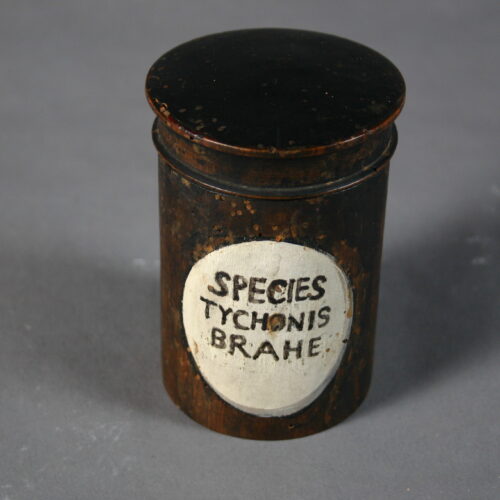 SPECIES
TYCHONIS
BRAHE.